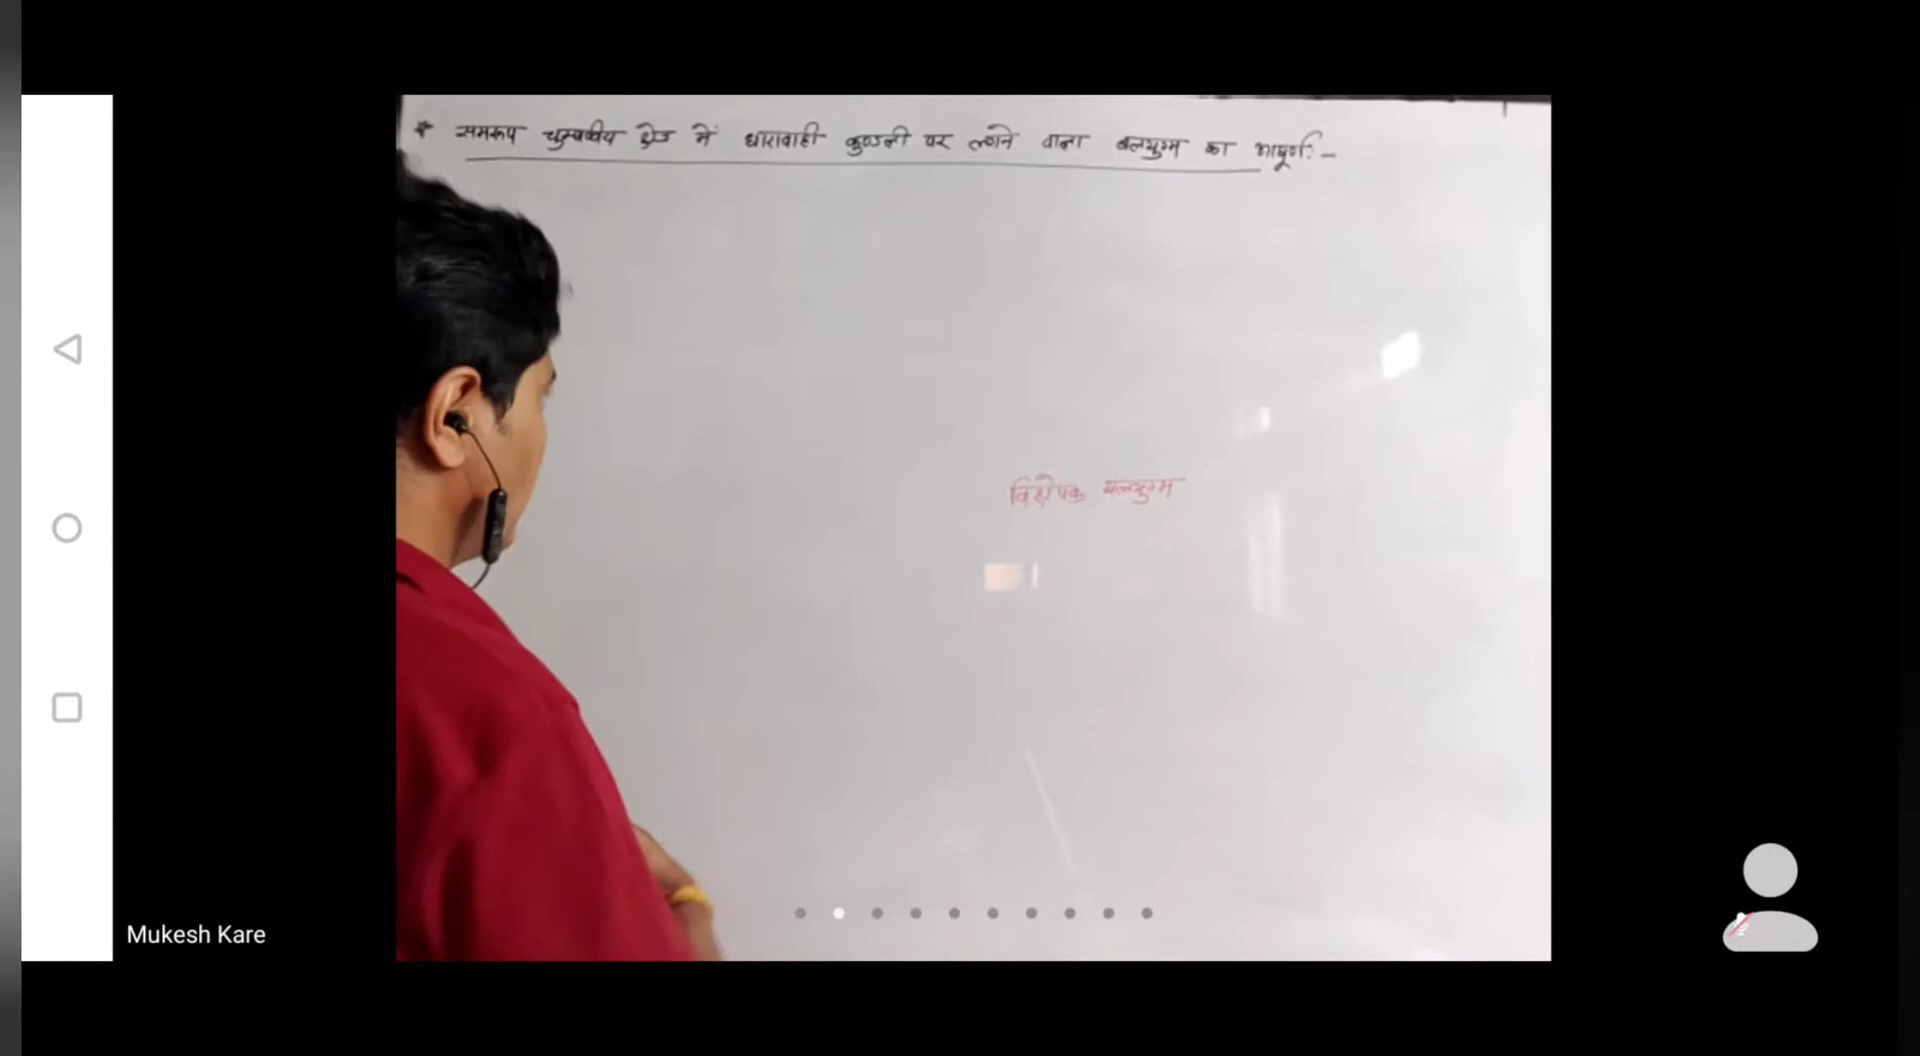 * समरूप चुम्बकीय क्षेत्र में धारावाही कुण्डली पर लगने वाला बलयुग्म का आघूर्ण :-
विक्षेपक बलयुग्म
Mukesh Kare